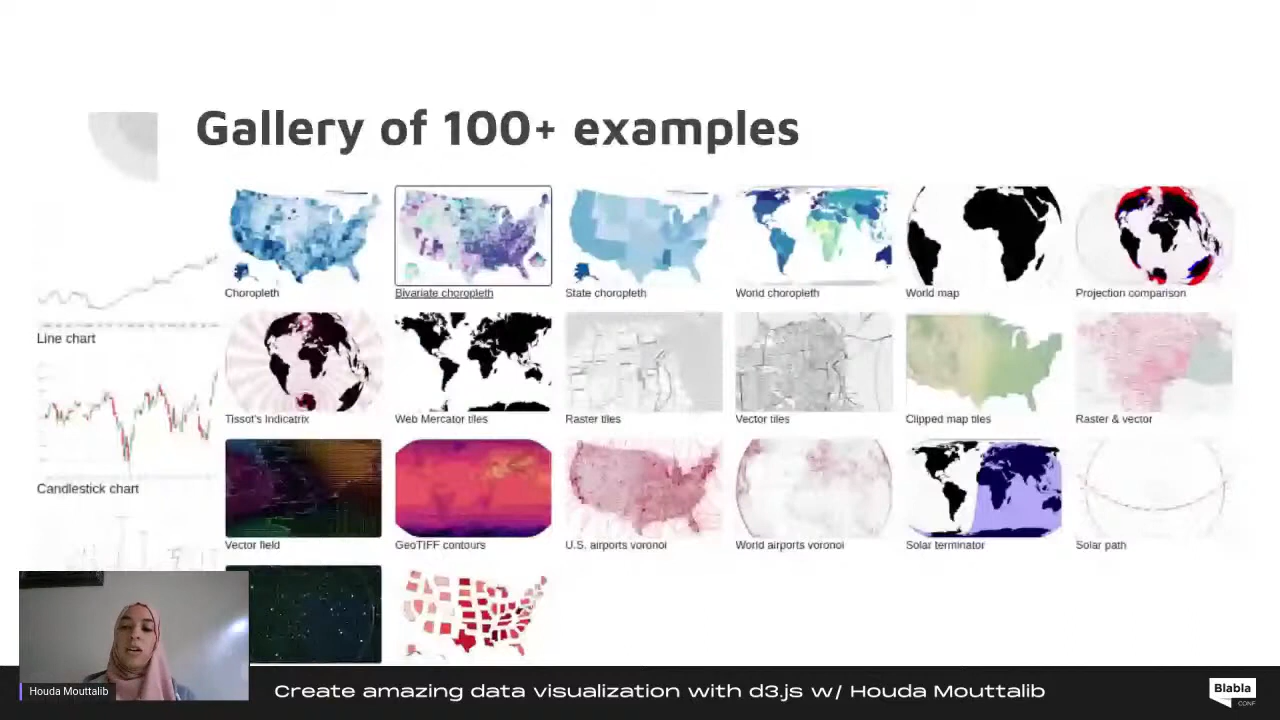 Gallery of 100+ examples
Choropleth
Bivariate choropleth
State choropleth
World choropleth
World map
Projection comparison
Line chart
Tissot's Indicatrix
Web Mercator tiles
Raster tiles
Vector tiles
Clipped map tiles
Raster & vector
Candlestick chart
Vector field
GeoTIFF contours
U.S. airports voronoi
World airports voronoi
Solar terminator
Solar path
Houda Mouttalib
Create amazing data visualization with d3.js w/ Houda Mouttalib
Blabla
CONF